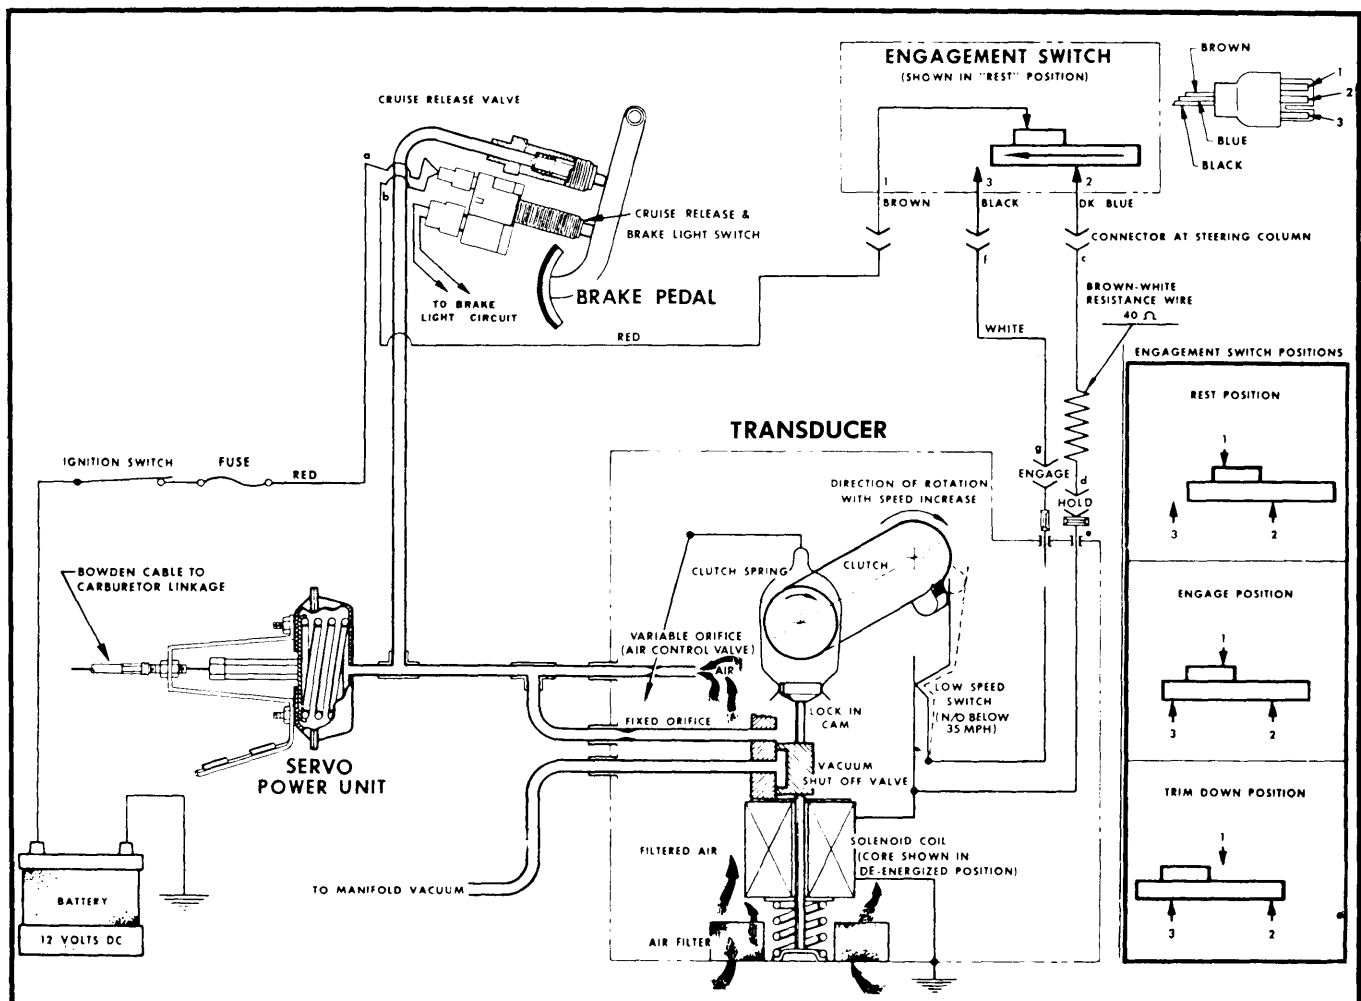 ENGAGEMENT SWITCH
(SHOWN IN "REST" POSITION)
BROWN
1
2
3
BLUE
BLACK
CRUISE RELEASE VALVE
a
b
1
3
2
BROWN
BLACK
DK BLUE
CRUISE RELEASE &
BRAKE LIGHT SWITCH
CONNECTOR AT STEERING COLUMN
f
c
BRAKE PEDAL
TO BRAKE
LIGHT CIRCUIT
RED
WHITE
BROWN-WHITE
RESISTANCE WIRE
40 Ω
ENGAGEMENT SWITCH POSITIONS
REST POSITION
1
3
2
ENGAGE POSITION
1
3
2
TRIM DOWN POSITION
1
3
2
TRANSDUCER
g
ENGAGE
d
HOLD
e
IGNITION SWITCH
FUSE
RED
DIRECTION OF ROTATION
WITH SPEED INCREASE
CLUTCH SPRING
CLUTCH
BOWDEN CABLE TO
CARBURETOR LINKAGE
VARIABLE ORIFICE
(AIR CONTROL VALVE)
AIR
LOW SPEED
SWITCH
(N/O BELOW
35 MPH)
LOCK IN
CAM
FIXED ORIFICE
SERVO
POWER UNIT
VACUUM
SHUT OFF VALVE
SOLENOID COIL
(CORE SHOWN IN
DE-ENERGIZED POSITION)
FILTERED AIR
TO MANIFOLD VACUUM
AIR FILTER
BATTERY
12 VOLTS DC